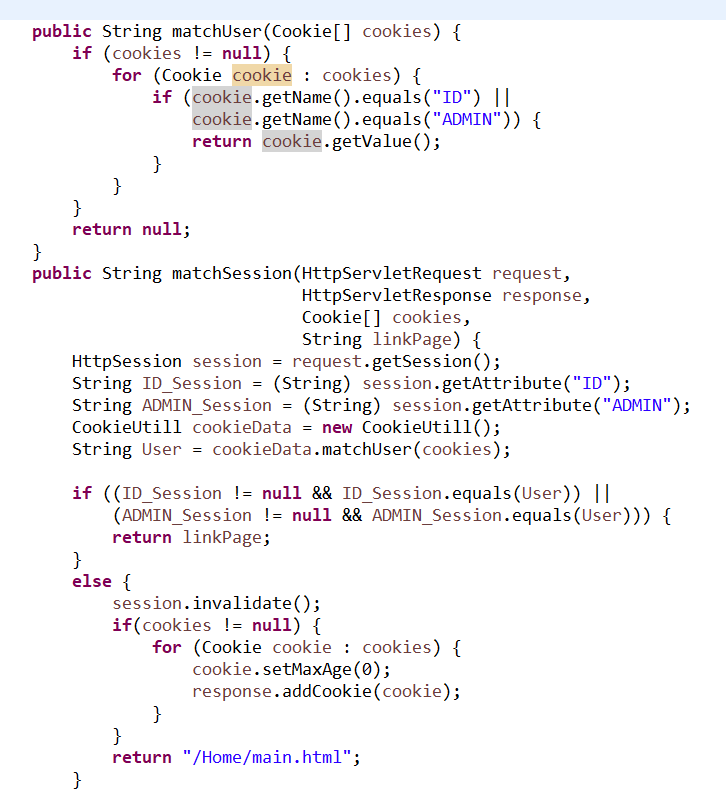 public String matchUser(Cookie[] cookies) {
    if (cookies != null) {
        for (Cookie cookie : cookies) {
            if (cookie.getName().equals("ID") ||
                cookie.getName().equals("ADMIN")) {
                return cookie.getValue();
            }
        }
    }
    return null;
}
public String matchSession(HttpServletRequest request,
                           HttpServletResponse response,
                           Cookie[] cookies,
                           String linkPage) {
    HttpSession session = request.getSession();
    String ID_Session = (String) session.getAttribute("ID");
    String ADMIN_Session = (String) session.getAttribute("ADMIN");
    CookieUtill cookieData = new CookieUtill();
    String User = cookieData.matchUser(cookies);

    if ((ID_Session != null && ID_Session.equals(User)) ||
        (ADMIN_Session != null && ADMIN_Session.equals(User))) {
        return linkPage;
    }
    else {
        session.invalidate();
        if(cookies != null) {
            for (Cookie cookie : cookies) {
                cookie.setMaxAge(0);
                response.addCookie(cookie);
            }
        }
        return "/Home/main.html";
    }